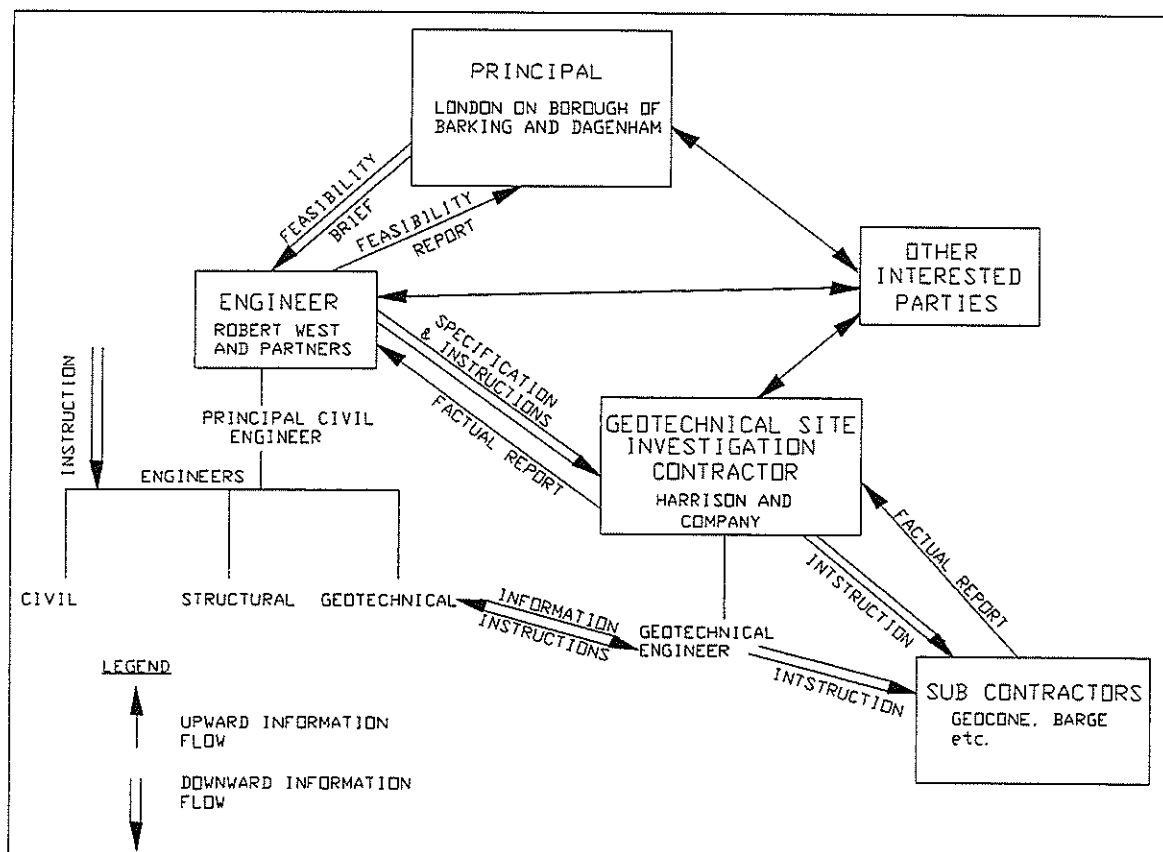 PRINCIPAL
LONDON ON BOROUGH OF
BARKING AND DAGENHAM
FEASIBILITY
BRIEF
FEASIBILITY
REPORT
OTHER
INTERESTED
PARTIES
ENGINEER
ROBERT WEST
AND PARTNERS
SPECIFICATION
& INSTRUCTIONS
FACTUAL REPORT
INSTRUCTION
PRINCIPAL CIVIL
ENGINEER
ENGINEERS
GEOTECHNICAL SITE
INVESTIGATION
CONTRACTOR
HARRISON AND
COMPANY
FACTUAL REPORT
INTSTRUCTION
CIVIL
STRUCTURAL
GEOTECHNICAL
INFORMATION
INSTRUCTIONS
GEOTECHNICAL
ENGINEER
INTSTRUCTION
SUB CONTRACTORS
GEOCONE, BARGE
etc.
LEGEND
UPWARD INFORMATION
FLOW
DOWNWARD INFORMATION
FLOW